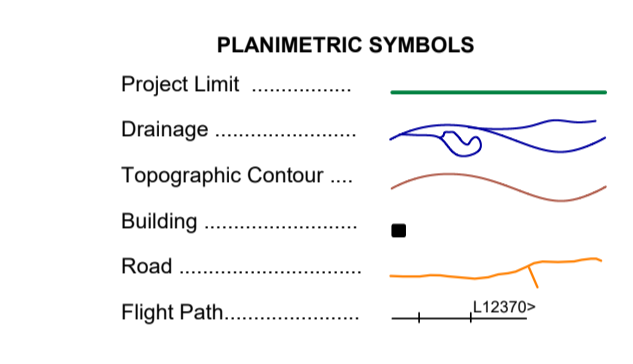 PLANIMETRIC SYMBOLS
Project Limit .................
Drainage ........................
Topographic Contour ....
Building ..........................
Road ...............................
Flight Path....................... L12370>